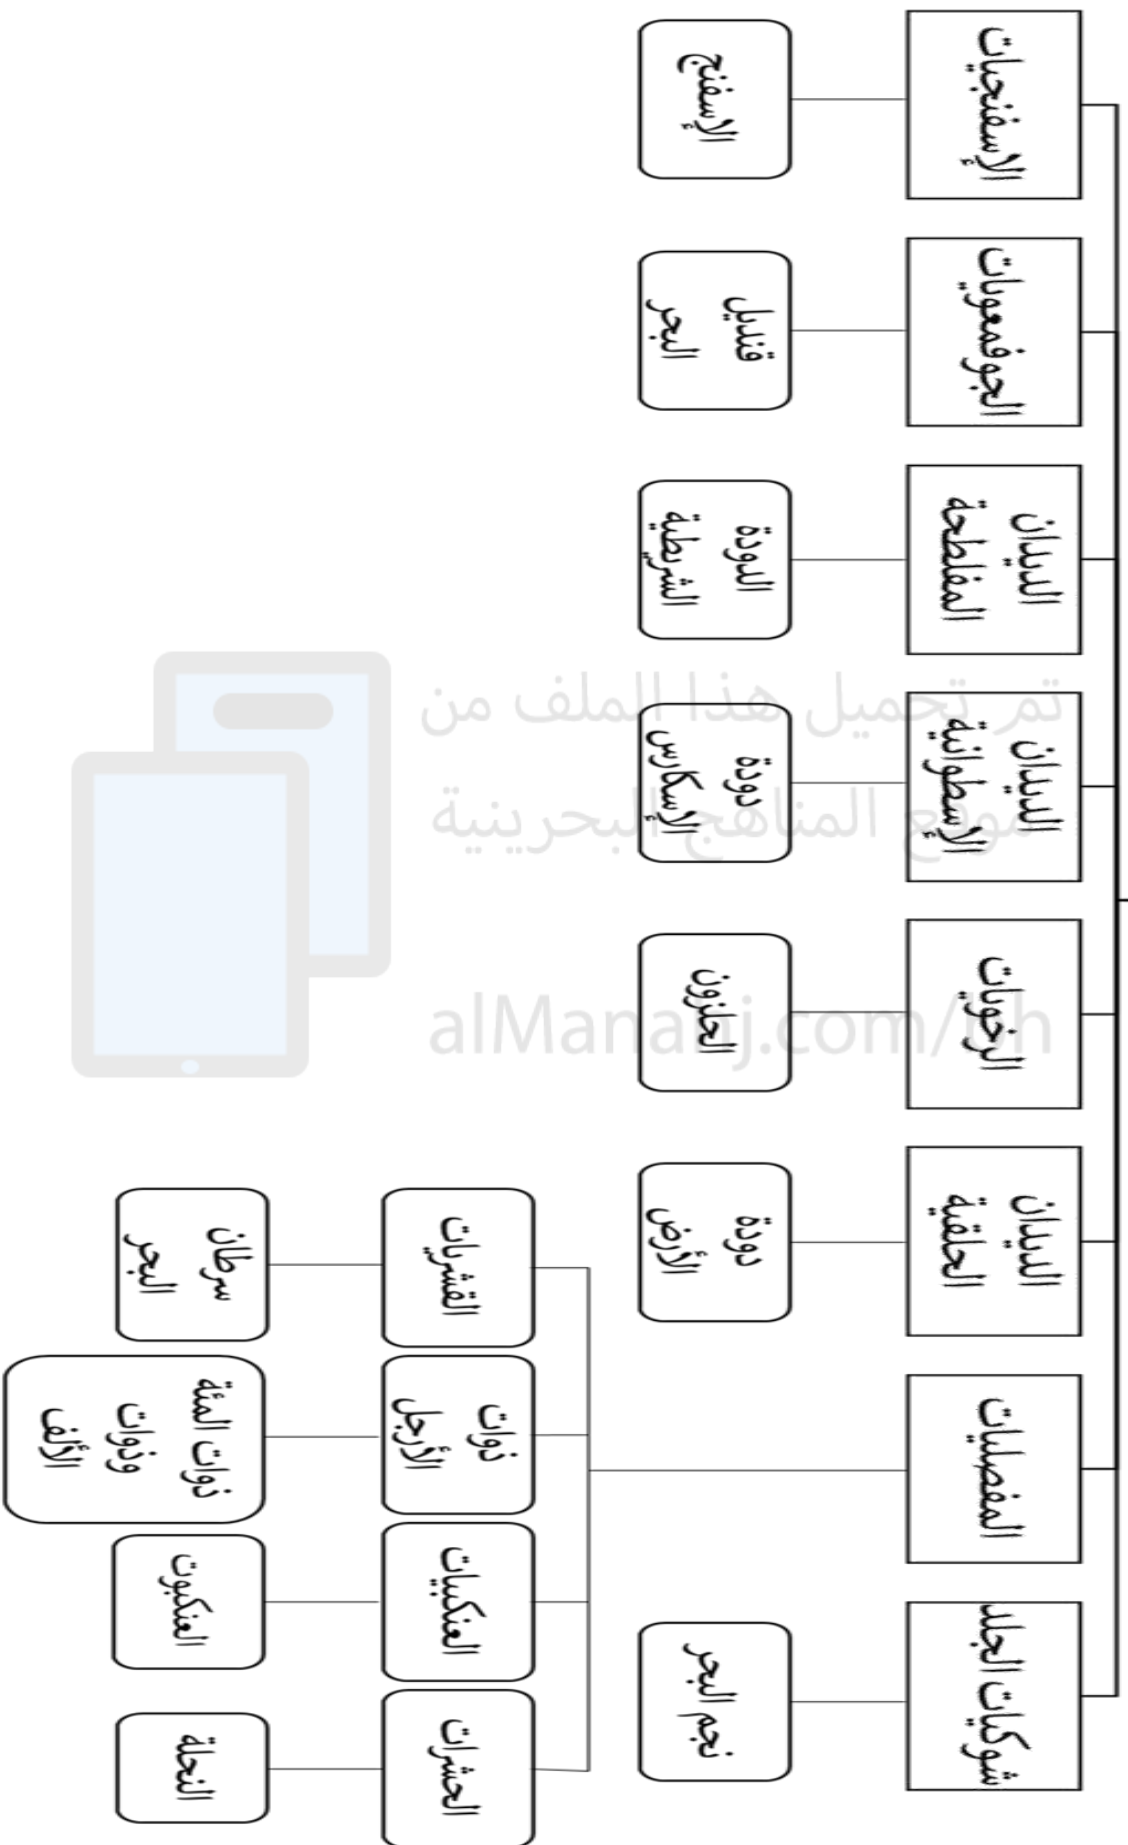 الإسفنجيات
الجوفمعويات
الديدان
المفلطحة
الديدان
الإسطوانية
الرخويات
الديدان
الحلقية
المفصليات
شوكيات الجلد
الإسفنج
قنديل
البحر
الدودة
الشريطية
دودة
الإسكارس
الحلزون
دودة
الأرض
نجم البحر
القشريات
ذوات
الأرجل
العنكبيات
الحشرات
سرطان
البحر
ذوات المئة
وذوات
الألف
العنكبوت
النحلة
تم تحميل هذا الملف من
موقع المناهج البحرينية
alManahj.com/bh